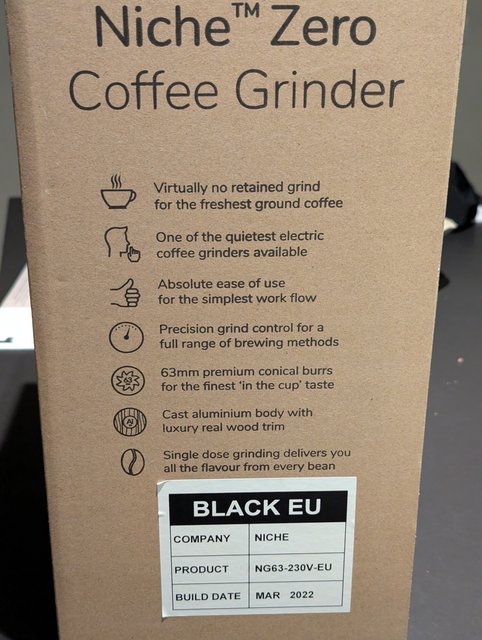 Niche™ Zero
Coffee Grinder
Virtually no retained grind
for the freshest ground coffee
One of the quietest electric
coffee grinders available
Absolute ease of use
for the simplest work flow
Precision grind control for a
full range of brewing methods
63mm premium conical burrs
for the finest 'in the cup' taste
Cast aluminium body with
luxury real wood trim
Single dose grinding delivers you
all the flavour from every bean
BLACK EU
COMPANY NICHE
PRODUCT NG63-230V-EU
BUILD DATE MAR 2022